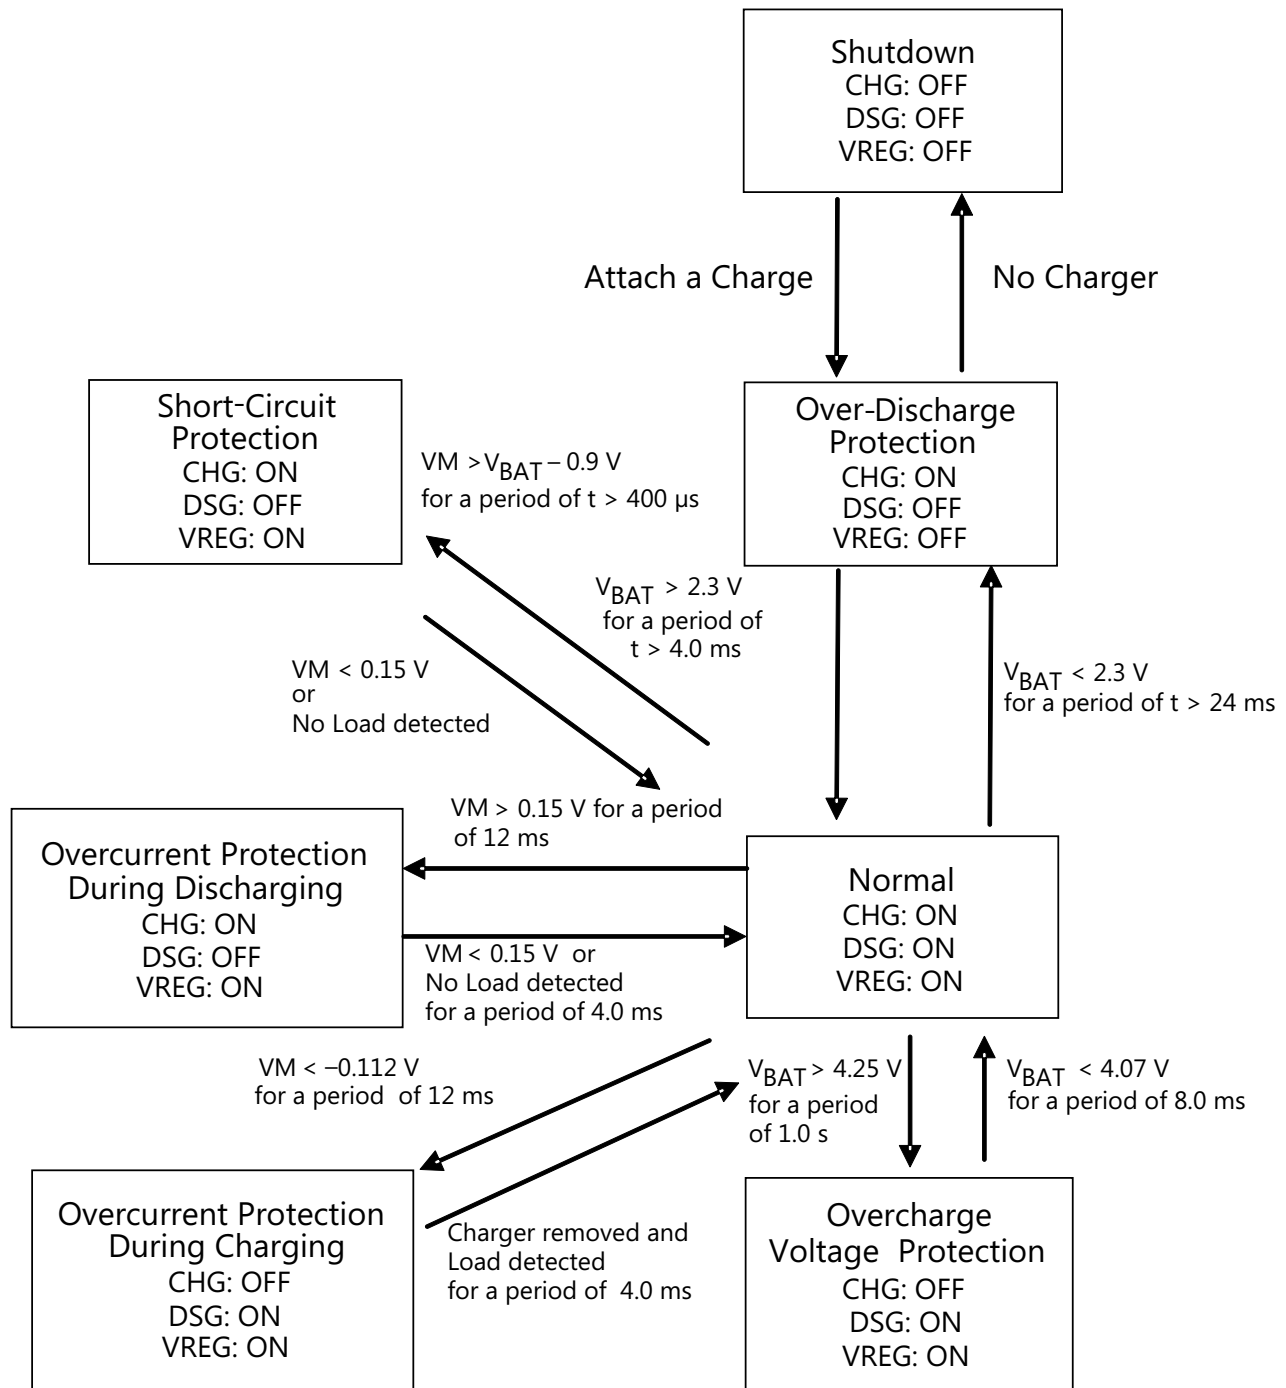 Shutdown
CHG: OFF
DSG: OFF
VREG: OFF
Attach a Charge
No Charger
Short-Circuit
Protection
CHG: ON
DSG: OFF
VREG: ON
VM > VBAT – 0.9 V
for a period of t > 400 µs
Over-Discharge
Protection
CHG: ON
DSG: OFF
VREG: OFF
VBAT > 2.3 V
for a period of
t > 4.0 ms
VM < 0.15 V
or
No Load detected
VBAT < 2.3 V
for a period of t > 24 ms
VM > 0.15 V for a period
of 12 ms
Overcurrent Protection
During Discharging
CHG: ON
DSG: OFF
VREG: ON
Normal
CHG: ON
DSG: ON
VREG: ON
VM < 0.15 V or
No Load detected
for a period of 4.0 ms
VM < –0.112 V
for a period of 12 ms
VBAT > 4.25 V
for a period
of 1.0 s
VBAT < 4.07 V
for a period of 8.0 ms
Overcurrent Protection
During Charging
CHG: OFF
DSG: ON
VREG: ON
Charger removed and
Load detected
for a period of 4.0 ms
Overcharge
Voltage Protection
CHG: OFF
DSG: ON
VREG: ON